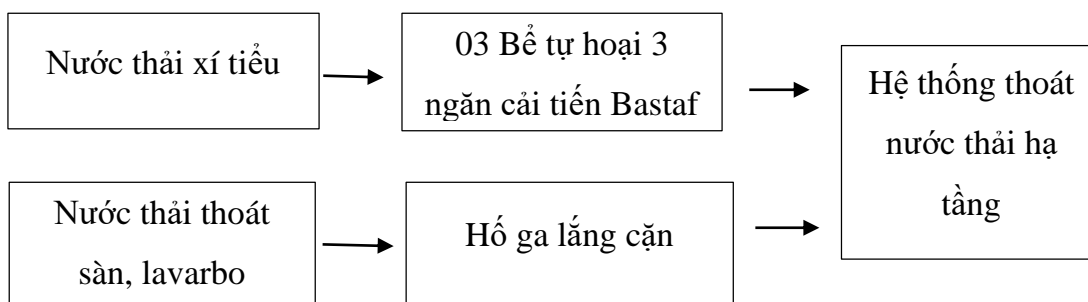 Nước thải xí tiểu
03 Bể tự hoại 3
ngăn cải tiến Bastaf
Hệ thống thoát
nước thải hạ
tầng
Nước thải thoát
sàn, lavarbo
Hố ga lắng cặn